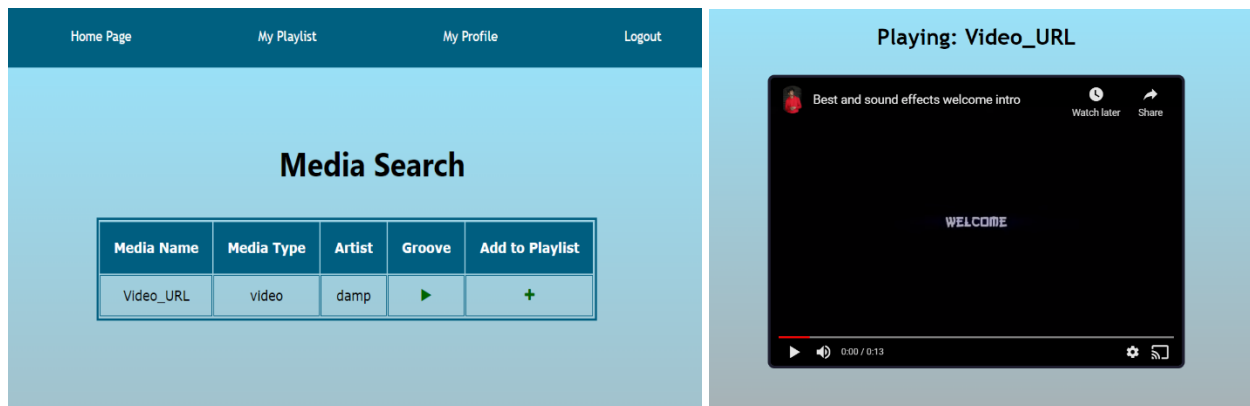 Home Page My Playlist My Profile Logout
Media Search
Media Name Media Type Artist Groove Add to Playlist
Video_URL video damp
Playing: Video_URL
Best and sound effects welcome intro
Watch later Share
WELCOME
0:00 / 0:13